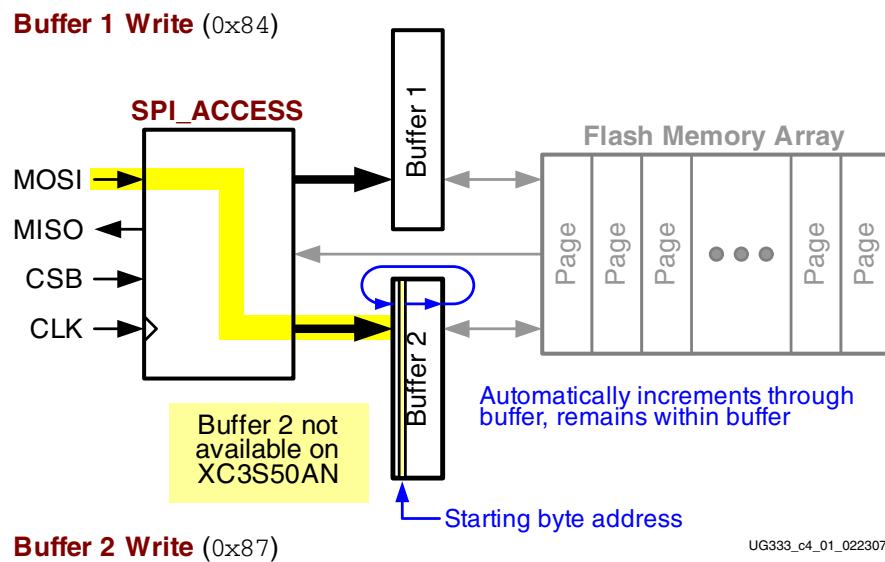 Buffer 1 Write (0x84)
SPI_ACCESS
Buffer 1
Flash Memory Array
MOSI
MISO
CSB
CLK
Page
Page
Page
Page
Page
Buffer 2
Buffer 2 not
available on
XC3S50AN
Automatically increments through
buffer, remains within buffer
Starting byte address
Buffer 2 Write (0x87)
UG333_c4_01_022307